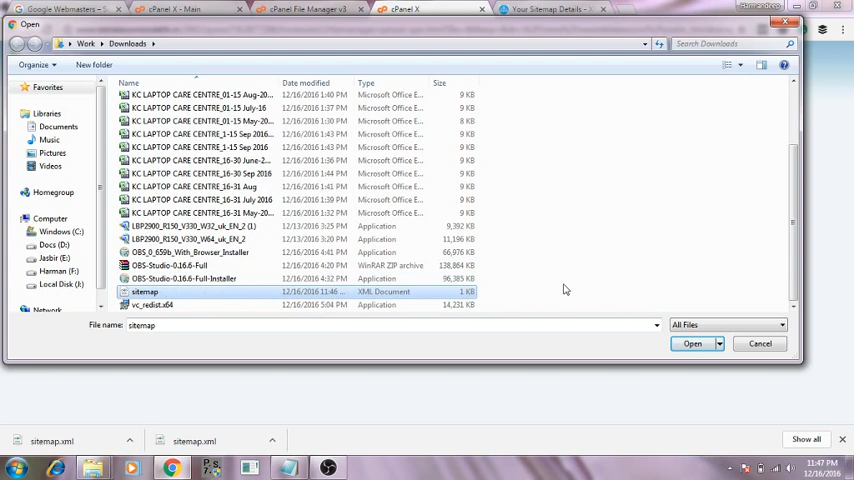 Google Webmasters -
cPanel X - Main
cPanel File Manager v3
cPanel X
Your Sitemap Details - X
Harmandeep
Open
Work
Downloads
Search Downloads
Organize
New folder
Favorites
Libraries
Documents
Music
Pictures
Videos
Homegroup
Computer
Windows (C:)
Docs (D:)
Jasbir (E:)
Harman (F:)
Local Disk (I:)
Network
Name Date modified Type Size
KC LAPTOP CARE CENTRE_01-15 Aug-20... 12/16/2016 1:40 PM Microsoft Office E... 9 KB
KC LAPTOP CARE CENTRE_01-15 July-16 12/16/2016 1:37 PM Microsoft Office E... 9 KB
KC LAPTOP CARE CENTRE_01-15 May-20... 12/16/2016 1:30 PM Microsoft Office E... 8 KB
KC LAPTOP CARE CENTRE_1-15 Sep 2016... 12/16/2016 1:43 PM Microsoft Office E... 9 KB
KC LAPTOP CARE CENTRE_1-15 Sep 2016 12/16/2016 1:42 PM Microsoft Office E... 9 KB
KC LAPTOP CARE CENTRE_16-30 June-2... 12/16/2016 1:36 PM Microsoft Office E... 9 KB
KC LAPTOP CARE CENTRE_16-30 Sep 2016 12/16/2016 1:44 PM Microsoft Office E... 9 KB
KC LAPTOP CARE CENTRE_16-31 Aug 12/16/2016 1:41 PM Microsoft Office E... 9 KB
KC LAPTOP CARE CENTRE_16-31 July 2016 12/16/2016 1:39 PM Microsoft Office E... 9 KB
KC LAPTOP CARE CENTRE_16-31 May-20... 12/16/2016 1:32 PM Microsoft Office E... 9 KB
LBP2900_R150_V330_W32_uk_EN_2 (1) 12/13/2016 3:25 PM Application 9,392 KB
LBP2900_R150_V330_W64_uk_EN_2 12/13/2016 3:20 PM Application 11,196 KB
OBS_0_659b_With_Browser_Installer 12/16/2016 4:41 PM Application 66,976 KB
OBS-Studio-0.16.6-Full 12/16/2016 4:20 PM WinRAR ZIP archive 138,864 KB
OBS-Studio-0.16.6-Full-Installer 12/16/2016 4:32 PM Application 96,385 KB
sitemap 12/16/2016 11:46 ... XML Document 1 KB
vc_redist.x64 12/16/2016 5:04 PM Application 14,231 KB
File name: sitemap
All Files
Open Cancel
sitemap.xml
sitemap.xml
Show all
11:47 PM
12/16/2016